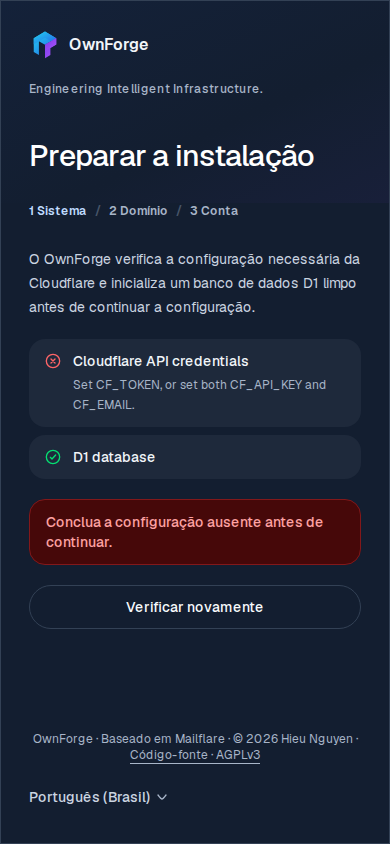 OwnForge
Engineering Intelligent Infrastructure.
Preparar a instalação
1 Sistema / 2 Domínio / 3 Conta
O OwnForge verifica a configuração necessária da
Cloudflare e inicializa um banco de dados D1 limpo
antes de continuar a configuração.
Cloudflare API credentials
Set CF_TOKEN, or set both CF_API_KEY and
CF_EMAIL.
D1 database
Conclua a configuração ausente antes de
continuar.
Verificar novamente
OwnForge · Baseado em Mailflare · © 2026 Hieu Nguyen ·
Código-fonte · AGPLv3
Português (Brasil)